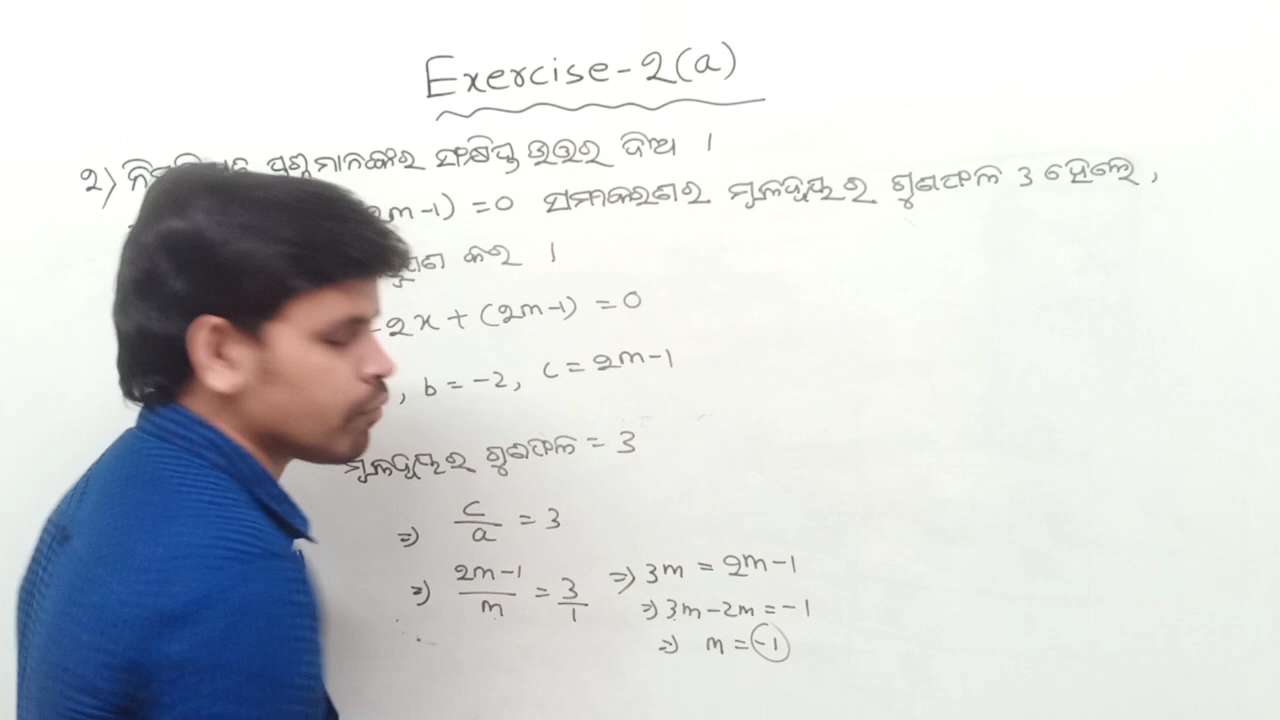 Exercise-2(a)
୨) ପ୍ରଶ୍ନମାନଙ୍କର ସଂକ୍ଷିପ୍ତ ଉତ୍ତର ଦିଅ ।
m-1) = 0 ସମୀକରଣର ମୂଳଦ୍ୱୟର ଗୁଣଫଳ 3 ହେଲେ,
କର ।
-2x + (2m-1) = 0
, b = -2, c = 2m-1
ମୂଳଦ୍ୱୟର ଗୁଣଫଳ = 3
⇒ c/a = 3
⇒ 2m-1/m = 3/1 ⇒ 3m = 2m-1
⇒ 3m-2m = -1
⇒ m = -1